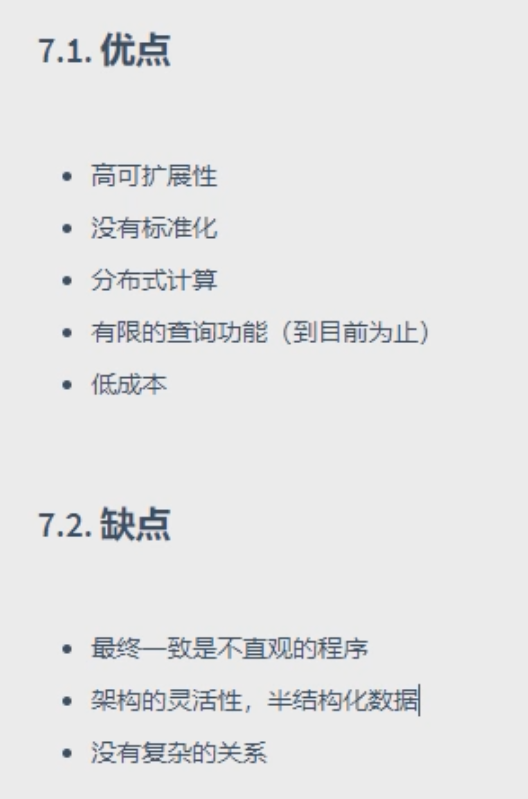 7.1. 优点
高可扩展性
没有标准化
分布式计算
有限的查询功能（到目前为止）
低成本
7.2. 缺点
最终一致是不直观的程序
架构的灵活性，半结构化数据
没有复杂的关系